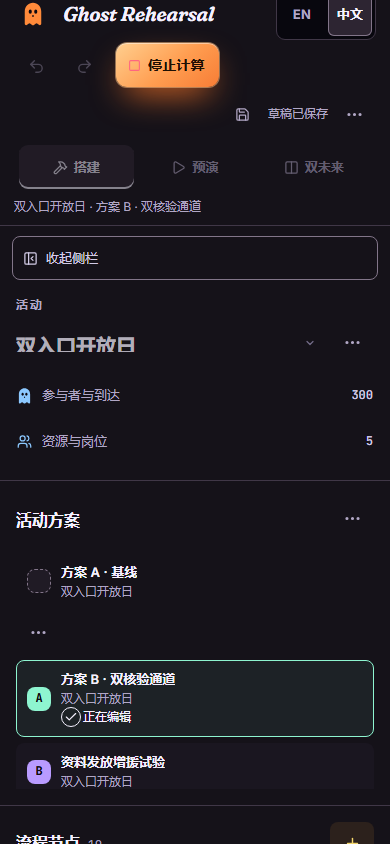 Ghost Rehearsal
EN 中文
停止计算
草稿已保存
搭建 预演 双未来
双入口开放日 · 方案 B · 双核验通道
收起侧栏
活动
双入口开放日
参与者与到达 300
资源与岗位 5
活动方案
方案 A · 基线
双入口开放日
A
方案 B · 双核验通道
双入口开放日
正在编辑
B
资料发放增援试验
双入口开放日
流程节点 10